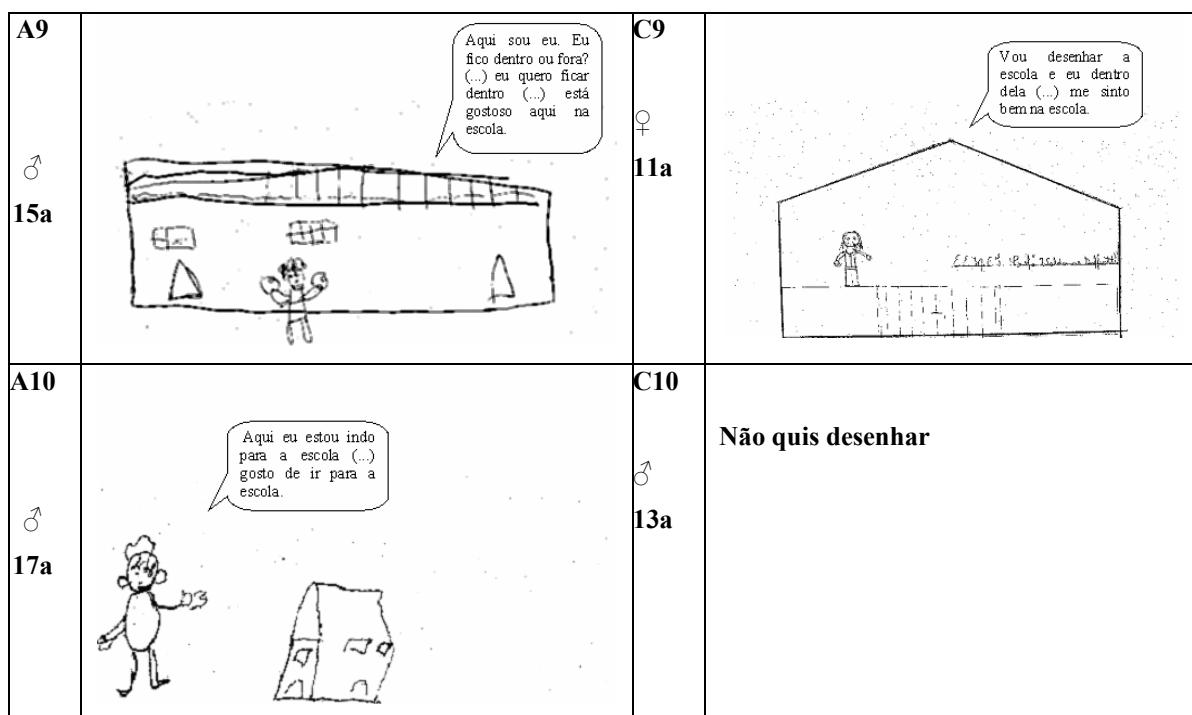 A9
♂
15a
Aqui sou eu. Eu
fico dentro ou fora?
(...) eu quero ficar
dentro (...) está
gostoso aqui na
escola.
C9
♀
11a
Vou desenhar a
escola e eu dentro
dela (...) me sinto
bem na escola.
A10
♂
17a
Aqui eu estou indo
para a escola (...)
gosto de ir para a
escola.
C10
♂
13a
Não quis desenhar